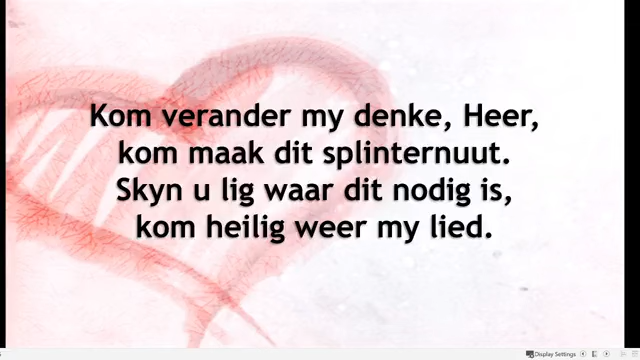 Kom verander my denke, Heer,
kom maak dit splinternuut.
Skyn u lig waar dit nodig is,
kom heilig weer my lied.
Display Settings